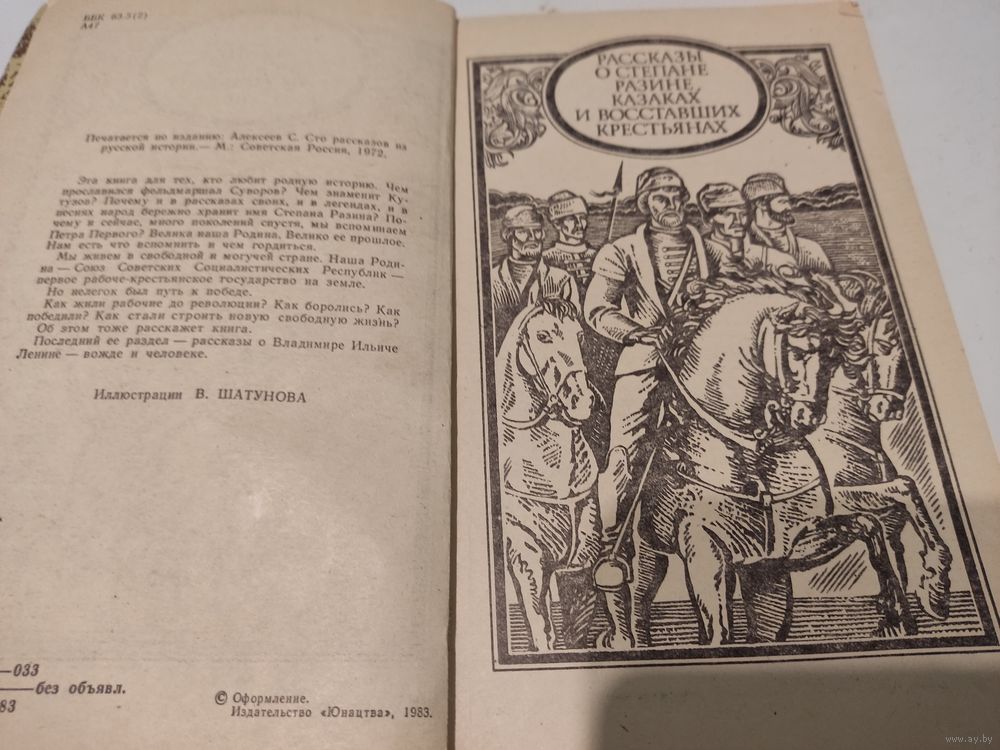 ББК 63.3(2)
А47
Печатается по изданию: Алексеев С. Сто рассказов из
русской истории.— М.: Советская Россия, 1972.
Эта книга для тех, кто любит родную историю. Чем
прославился фельдмаршал Суворов? Чем знаменит Ку-
тузов? Почему и в рассказах своих, и в легендах, и в
песнях народ бережно хранит имя Степана Разина? По-
чему и сейчас, много поколений спустя, мы вспоминаем
Петра Первого? Велика наша Родина. Велико ее прошлое.
Нам есть что вспомнить и чем гордиться.
Мы живем в свободной и могучей стране. Наша Роди-
на — Союз Советских Социалистических Республик —
первое рабоче-крестьянское государство на земле.
Но нелегок был путь к победе.
Как жили рабочие до революции? Как боролись? Как
победили? Как стали строить новую свободную жизнь?
Об этом тоже расскажет книга.
Последний ее раздел — рассказы о Владимире Ильиче
Ленине — вожде и человеке.
Иллюстрации В. ШАТУНОВА
—033
—без объявл.
83
© Оформление.
Издательство «Юнацтва», 1983.
РАССКАЗЫ
О СТЕПАНЕ
РАЗИНЕ,
КАЗАКАХ
И ВОССТАВШИХ
КРЕСТЬЯНАХ
www.ay.by